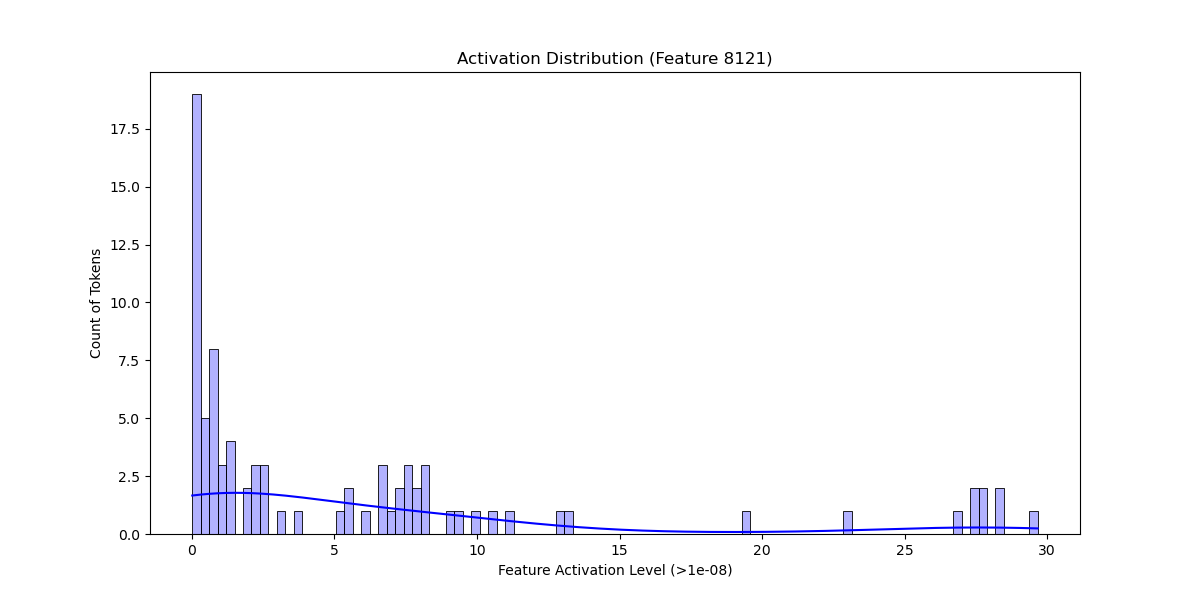 Activation Distribution (Feature 8121)
17.5
15.0
12.5
10.0
7.5
5.0
2.5
0.0
Count of Tokens
0 5 10 15 20 25 30
Feature Activation Level (>1e-08)